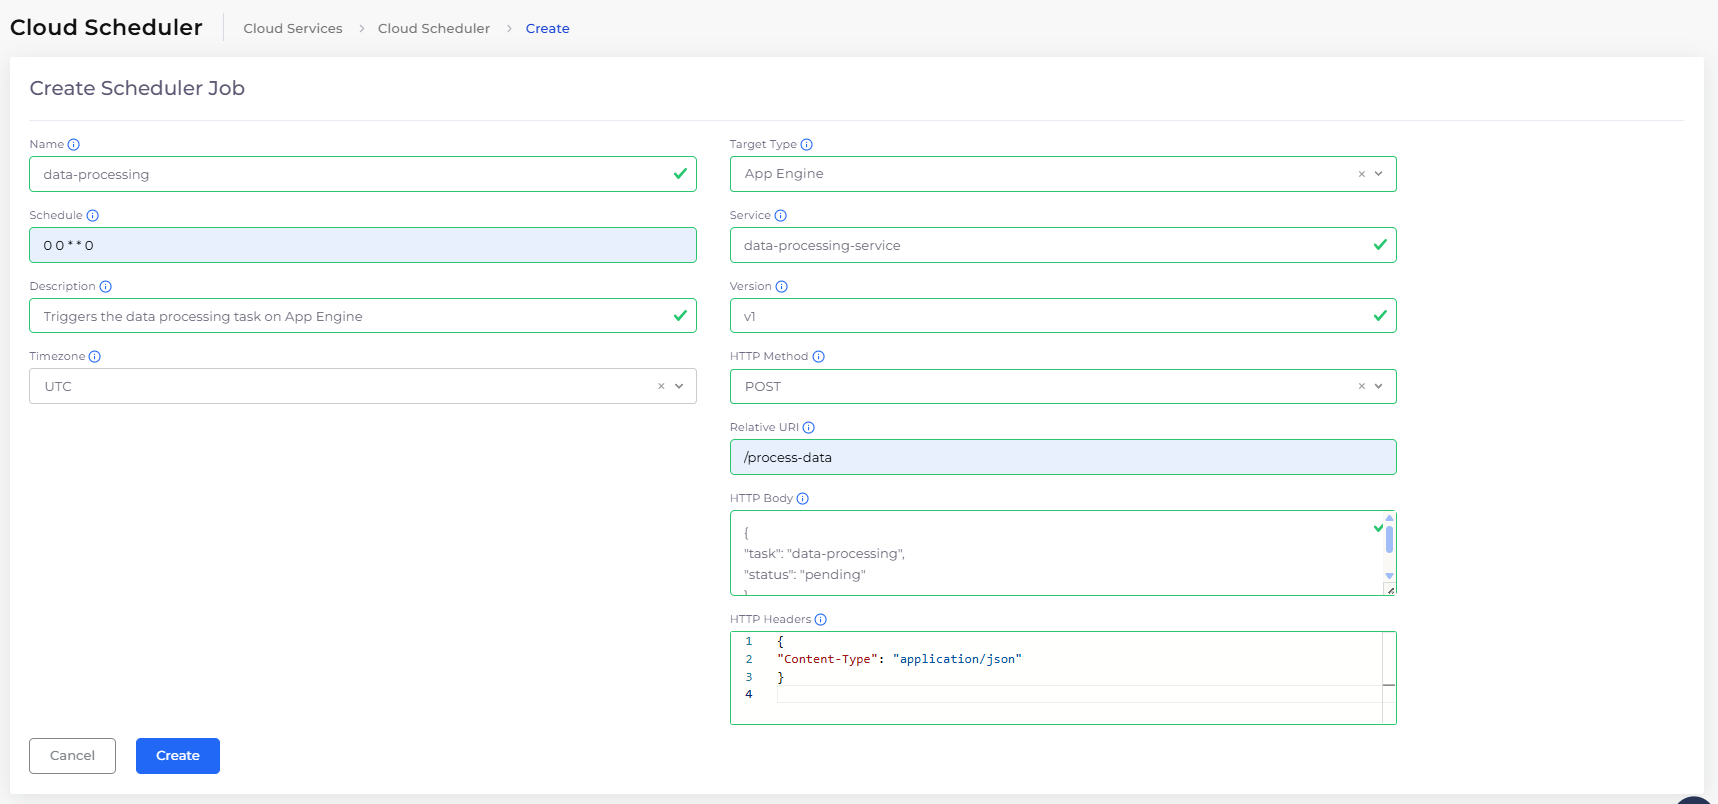 Cloud Scheduler
Cloud Services > Cloud Scheduler > Create
Create Scheduler Job
Name
data-processing
Schedule
0 0 * * 0
Description
Triggers the data processing task on App Engine
Timezone
UTC
Target Type
App Engine
Service
data-processing-service
Version
v1
HTTP Method
POST
Relative URI
/process-data
HTTP Body
{
"task": "data-processing",
"status": "pending"
}
HTTP Headers
1 {
2 "Content-Type": "application/json"
3 }
4
Cancel
Create